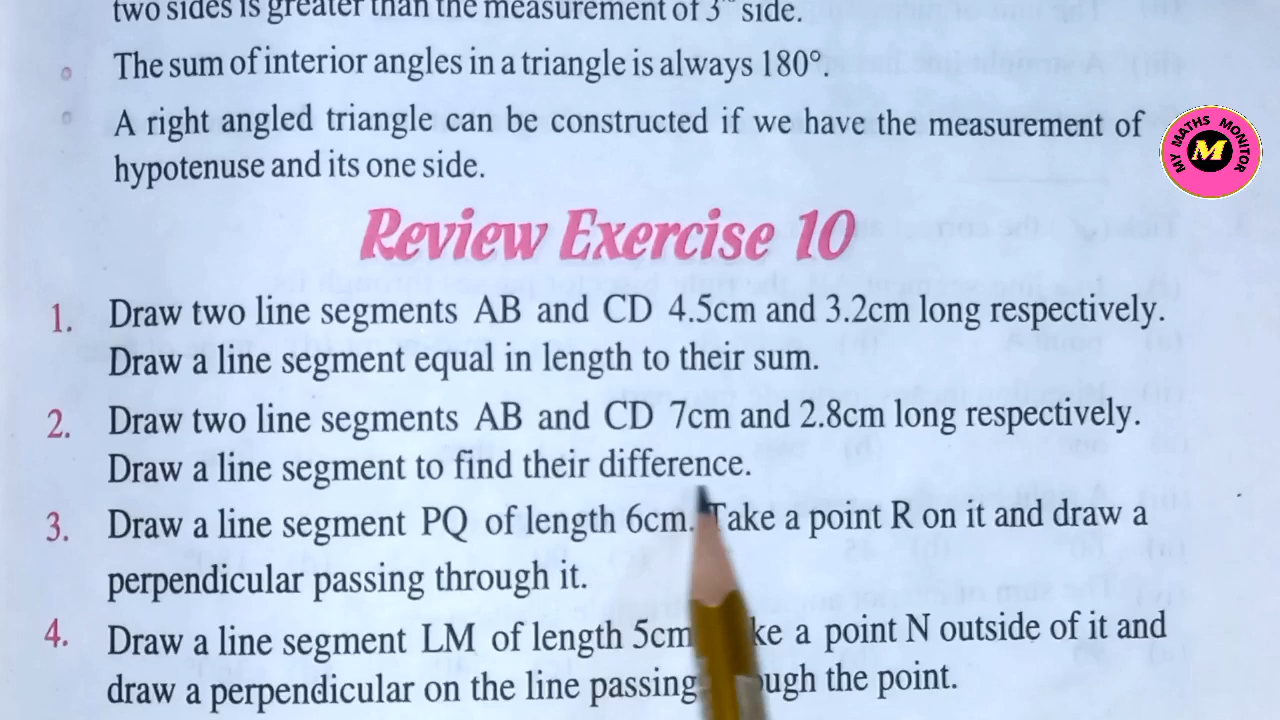 two sides is greater than the measurement of 3rd side.
The sum of interior angles in a triangle is always 180°.
A right angled triangle can be constructed if we have the measurement of
hypotenuse and its one side.
MY MATHS MONITOR
M
Review Exercise 10
1. Draw two line segments AB and CD 4.5cm and 3.2cm long respectively.
Draw a line segment equal in length to their sum.
2. Draw two line segments AB and CD 7cm and 2.8cm long respectively.
Draw a line segment to find their difference.
3. Draw a line segment PQ of length 6cm. Take a point R on it and draw a
perpendicular passing through it.
4. Draw a line segment LM of length 5cm ke a point N outside of it and
draw a perpendicular on the line passing ough the point.